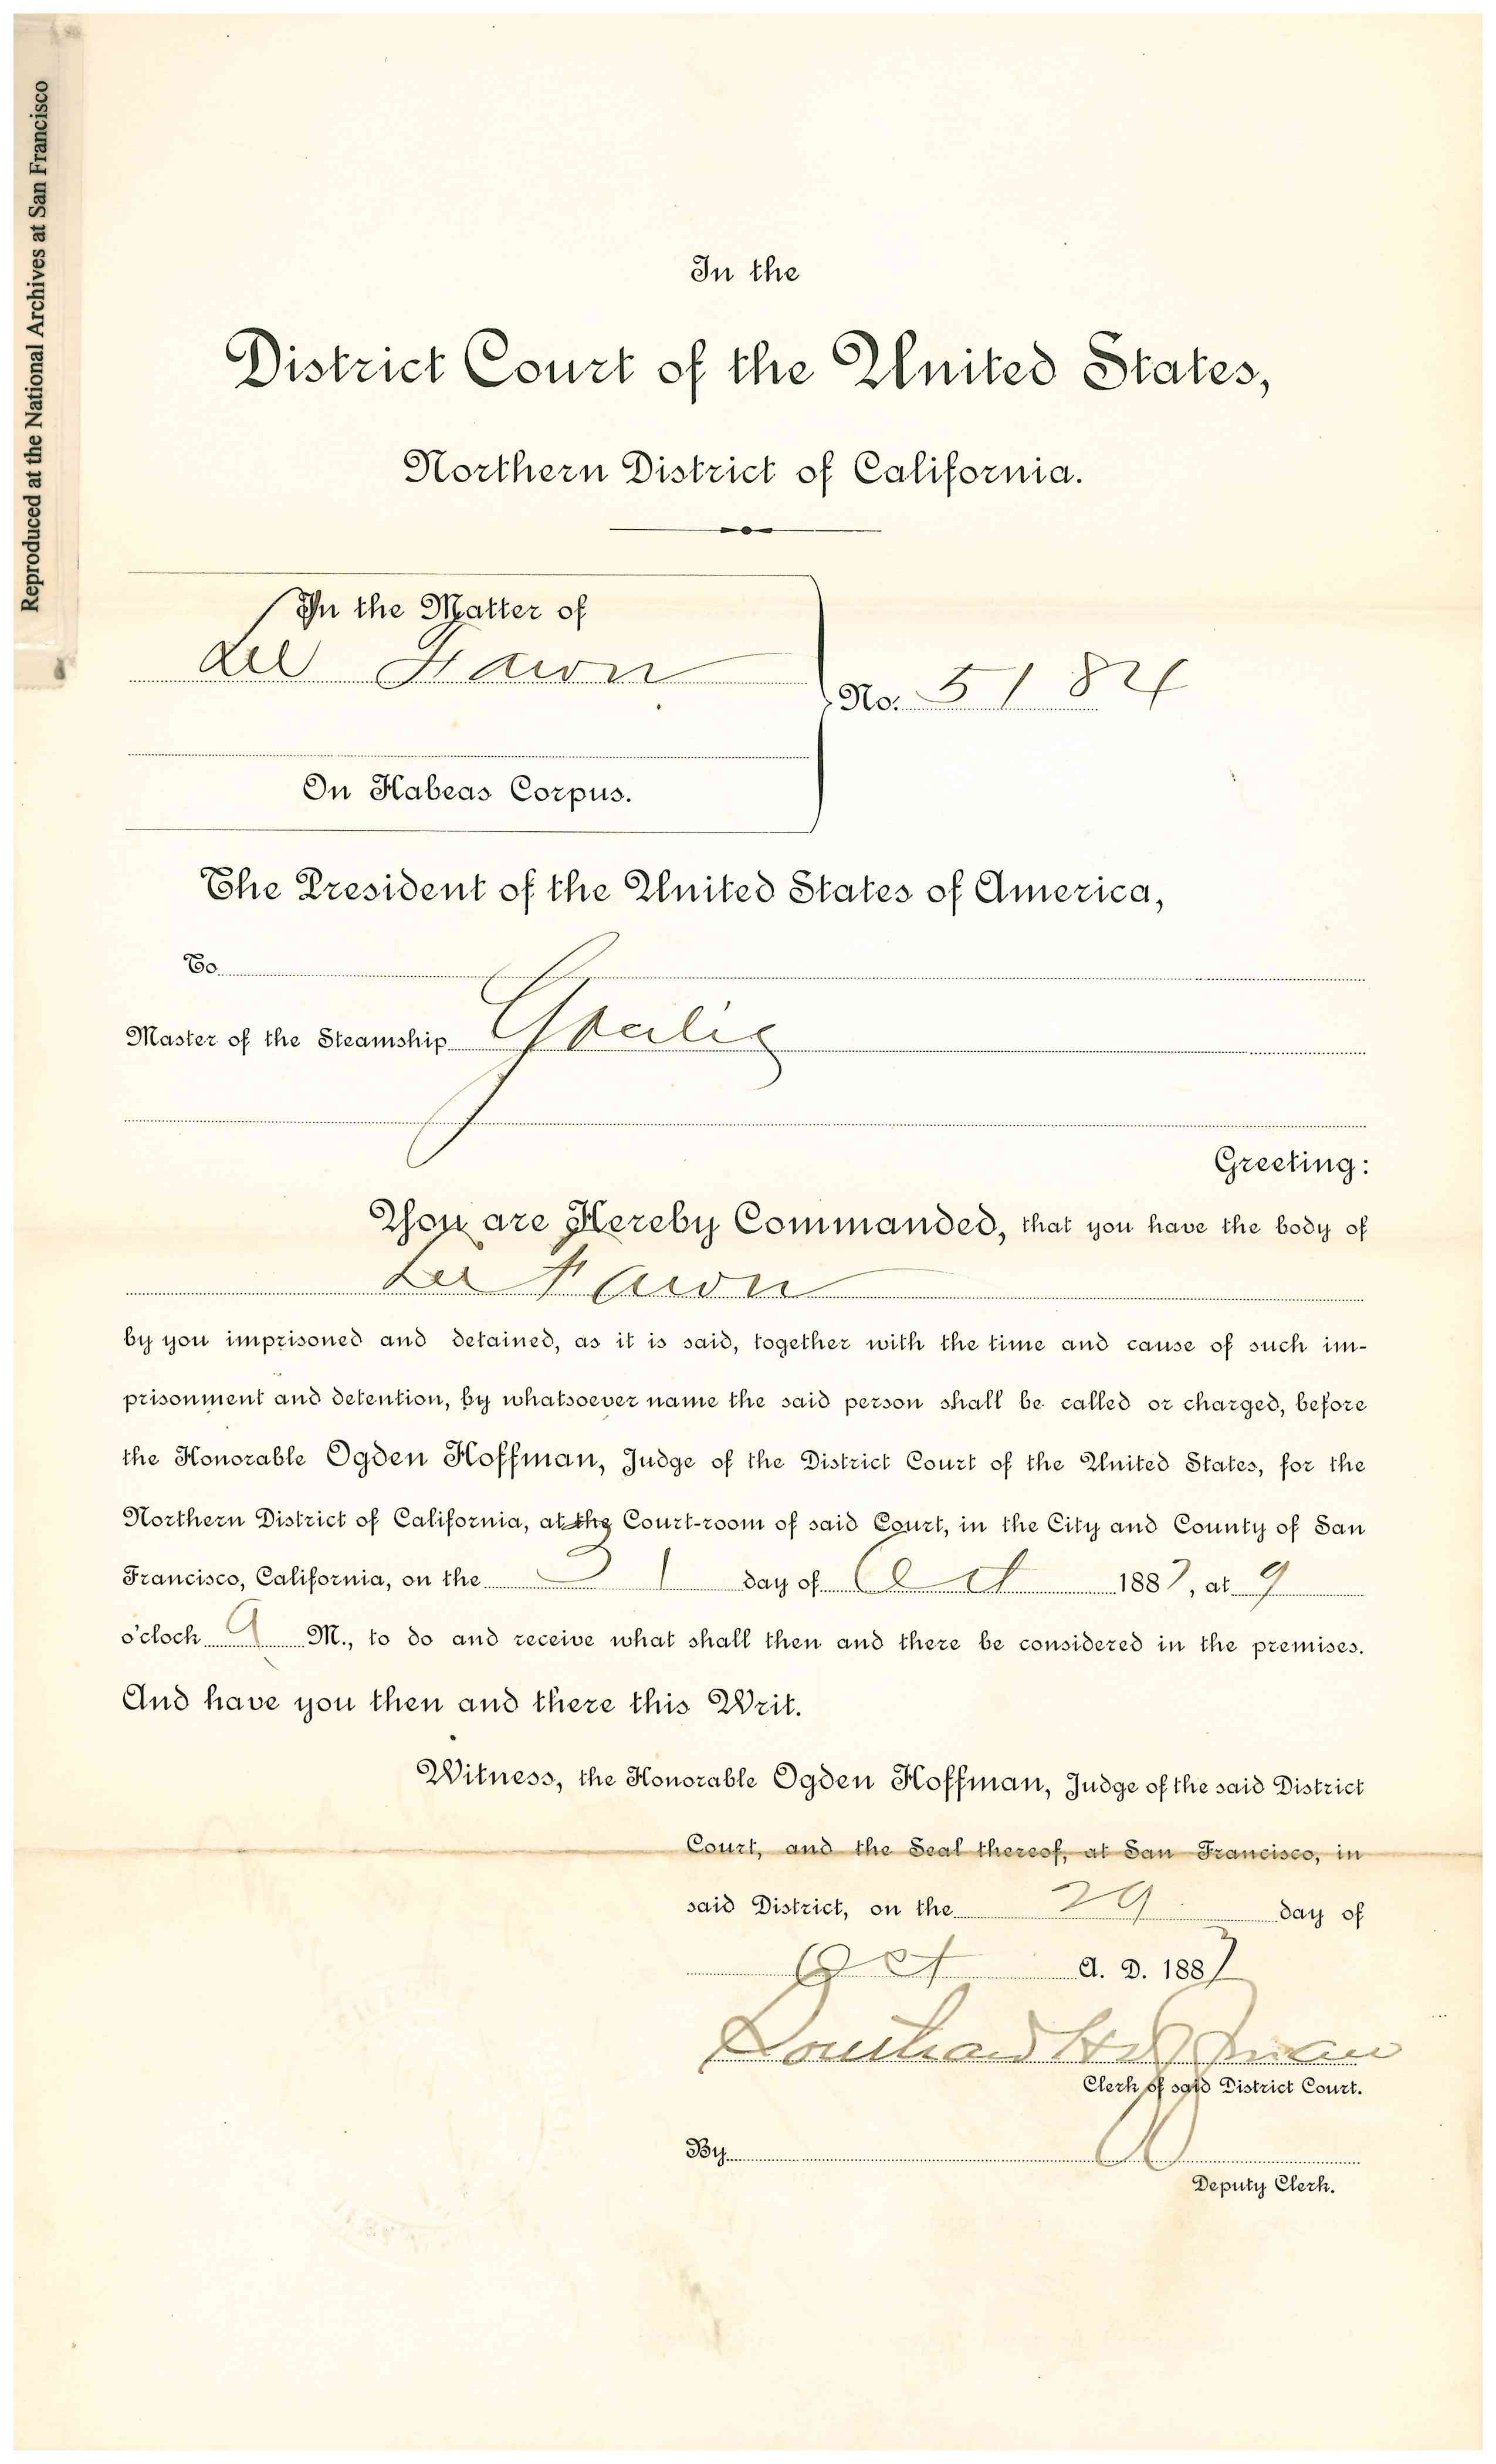 Reproduced at the National Archives at San Francisco
In the
District Court of the United States,
Northern District of California.
In the Matter of
Lee Fawn
No. 5184
On Habeas Corpus.
The President of the United States of America,
To
Master of the Steamship Gaelic
Greeting:
You are Hereby Commanded, that you have the body of
Lee Fawn
by you imprisoned and detained, as it is said, together with the time and cause of such im-
prisonment and detention, by whatsoever name the said person shall be called or charged, before
the Honorable Ogden Hoffman, Judge of the District Court of the United States, for the
Northern District of California, at the Court-room of said Court, in the City and County of San
Francisco, California, on the 31 day of Oct 1887, at 9
o'clock A M., to do and receive what shall then and there be considered in the premises.
And have you then and there this Writ.
Witness, the Honorable Ogden Hoffman, Judge of the said District
Court, and the Seal thereof, at San Francisco, in
said District, on the 29 day of
Oct A. D. 1887
Southard Hoffman
Clerk of said District Court.
By
Deputy Clerk.